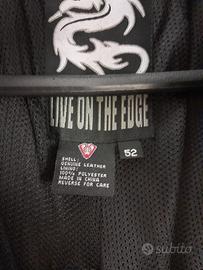 LIVE ON THE EDGE
52
SHELL:
GENUINE LEATHER
LINING:
100% POLYESTER
MADE IN CHINA
REVERSE FOR CARE
subito